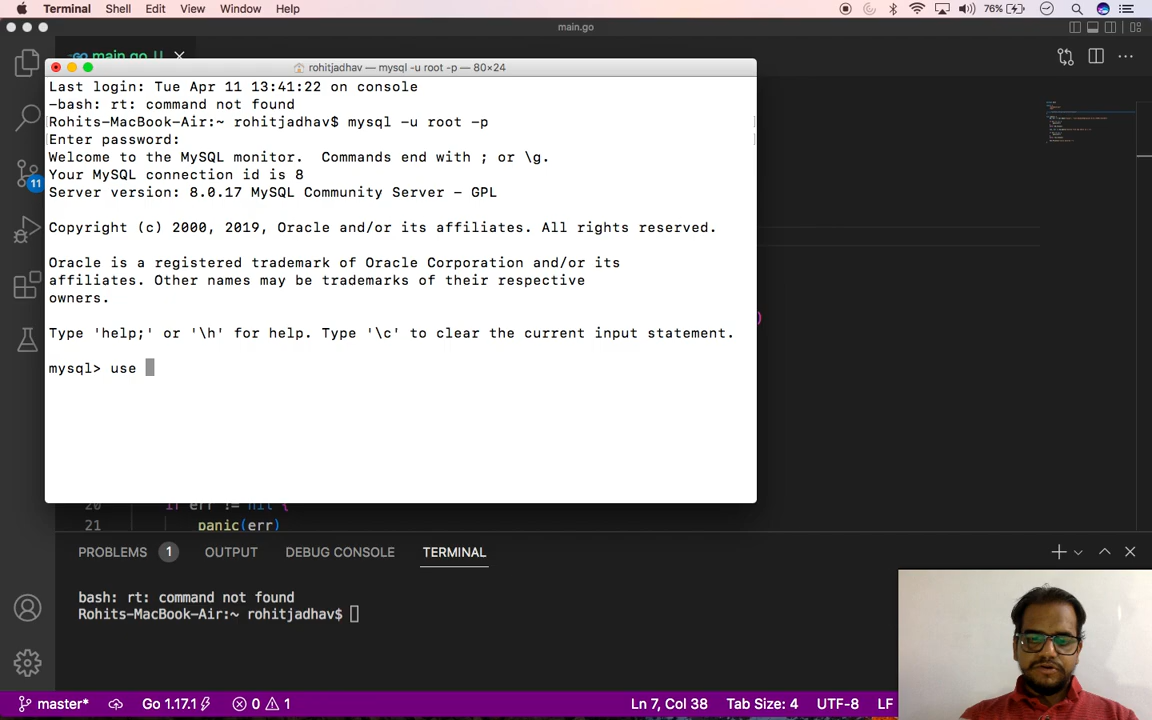 Terminal Shell Edit View Window Help 76%
main.go
main.go U
rohitjadhav — mysql -u root -p — 80×24
Last login: Tue Apr 11 13:41:22 on console
-bash: rt: command not found
Rohits-MacBook-Air:~ rohitjadhav$ mysql -u root -p
Enter password:
Welcome to the MySQL monitor.  Commands end with ; or \g.
Your MySQL connection id is 8
Server version: 8.0.17 MySQL Community Server - GPL
Copyright (c) 2000, 2019, Oracle and/or its affiliates. All rights reserved.
Oracle is a registered trademark of Oracle Corporation and/or its
affiliates. Other names may be trademarks of their respective
owners.
Type 'help;' or '\h' for help. Type '\c' to clear the current input statement.
mysql> use
11
)
20 if err != nil {
21 panic(err)
PROBLEMS 1 OUTPUT DEBUG CONSOLE TERMINAL
bash: rt: command not found
Rohits-MacBook-Air:~ rohitjadhav$
master* Go 1.17.1 0 1 Ln 7, Col 38 Tab Size: 4 UTF-8 LF